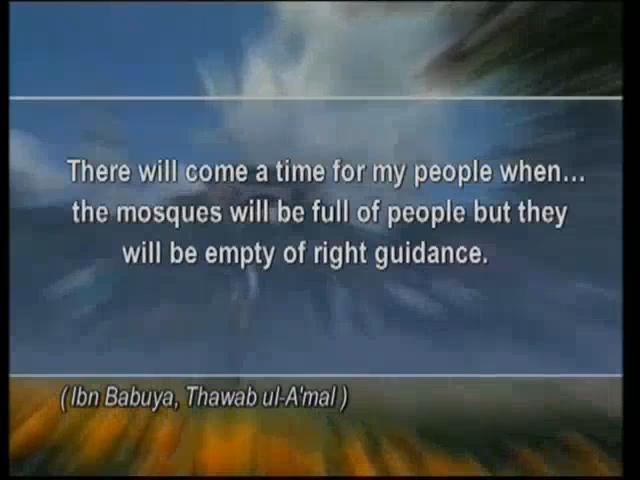 There will come a time for my people when...
the mosques will be full of people but they
will be empty of right guidance.
( Ibn Babuya, Thawab ul-A'mal )